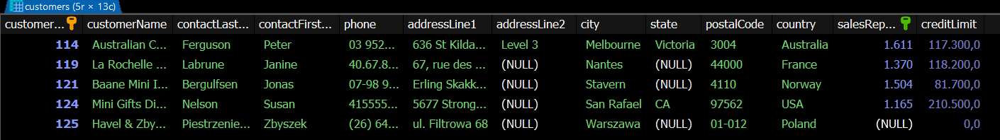 customers (5r × 13c)
customer... customerName contactLast... contactFirst... phone addressLine1 addressLine2 city state postalCode country salesRep... creditLimit
114 Australian C... Ferguson Peter 03 952... 636 St Kilda... Level 3 Melbourne Victoria 3004 Australia 1.611 117.300,0
119 La Rochelle ... Labrune Janine 40.67.8... 67, rue des ... (NULL) Nantes (NULL) 44000 France 1.370 118.200,0
121 Baane Mini I... Bergulfsen Jonas 07-98 9... Erling Skakk... (NULL) Stavern (NULL) 4110 Norway 1.504 81.700,0
124 Mini Gifts Di... Nelson Susan 415555... 5677 Strong... (NULL) San Rafael CA 97562 USA 1.165 210.500,0
125 Havel & Zby... Piestrzenie... Zbyszek (26) 64... ul. Filtrowa 68 (NULL) Warszawa (NULL) 01-012 Poland (NULL) 0,0